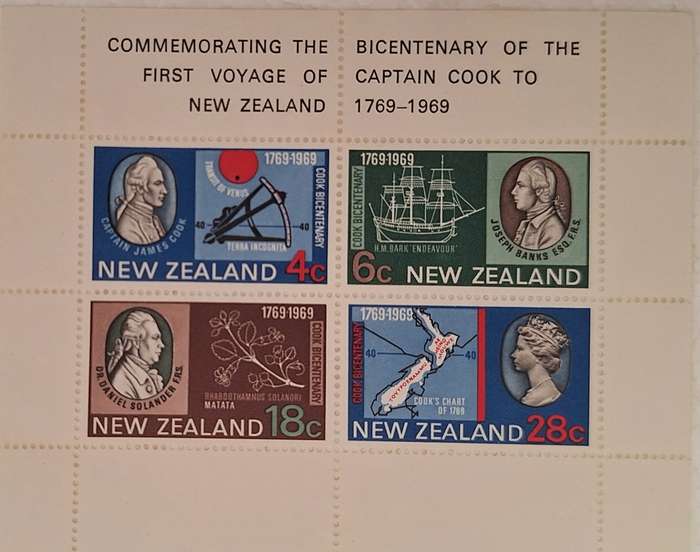 COMMEMORATING THE BICENTENARY OF THE
FIRST VOYAGE OF CAPTAIN COOK TO
NEW ZEALAND 1769–1969
1769·1969
TRANSIT OF VENUS
COOK BICENTENARY
40 40
CAPTAIN JAMES COOK
TERRA INCOGNITA
NEW ZEALAND 4c
1769·1969
COOK BICENTENARY
H.M. BARK 'ENDEAVOUR'
JOSEPH BANKS ESQ. F.R.S.
6c NEW ZEALAND
1769·1969
COOK BICENTENARY
DR DANIEL SOLANDER F.R.S.
RHABDOTHAMNUS SOLANDRI
MATATA
NEW ZEALAND 18c
1769·1969
COOK BICENTENARY
40 40
TOVYPOENAMMU
COOK'S CHART
OF 1769
NEW ZEALAND 28c